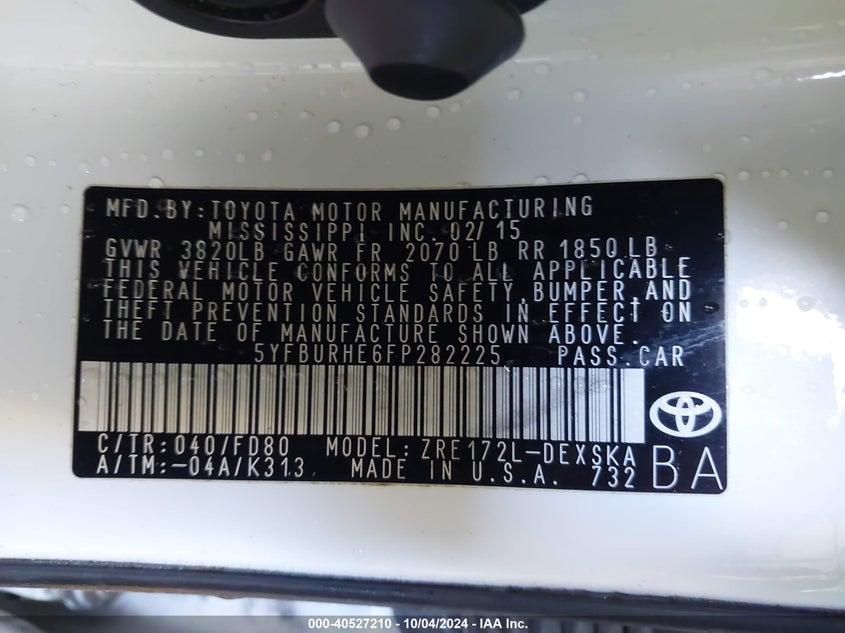 MFD.BY:TOYOTA MOTOR MANUFACTURING
MISSISSIPPI INC. 02/15
GVWR 3820LB GAWR FR 2070 LB RR 1850 LB
THIS VEHICLE CONFORMS TO ALL APPLICABLE
FEDERAL MOTOR VEHICLE SAFETY,BUMPER,AND
THEFT PREVENTION STANDARDS IN EFFECT ON
THE DATE OF MANUFACTURE SHOWN ABOVE.
5YFBURHE6FP282225 PASS.CAR
C/TR:040/FD80 MODEL:ZRE172L-DEXSKA
A/TM:-04A/K313 MADE IN U.S.A. 732
BA
000-40527210 - 10/04/2024 - IAA Inc.